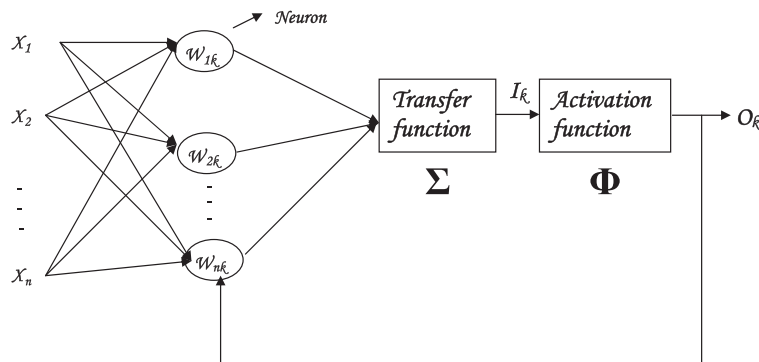 Neuron
X1
W1k
Transfer
function
Ik
Activation
function
X2
Ok
W2k
Σ
Φ
Xn
Wnk